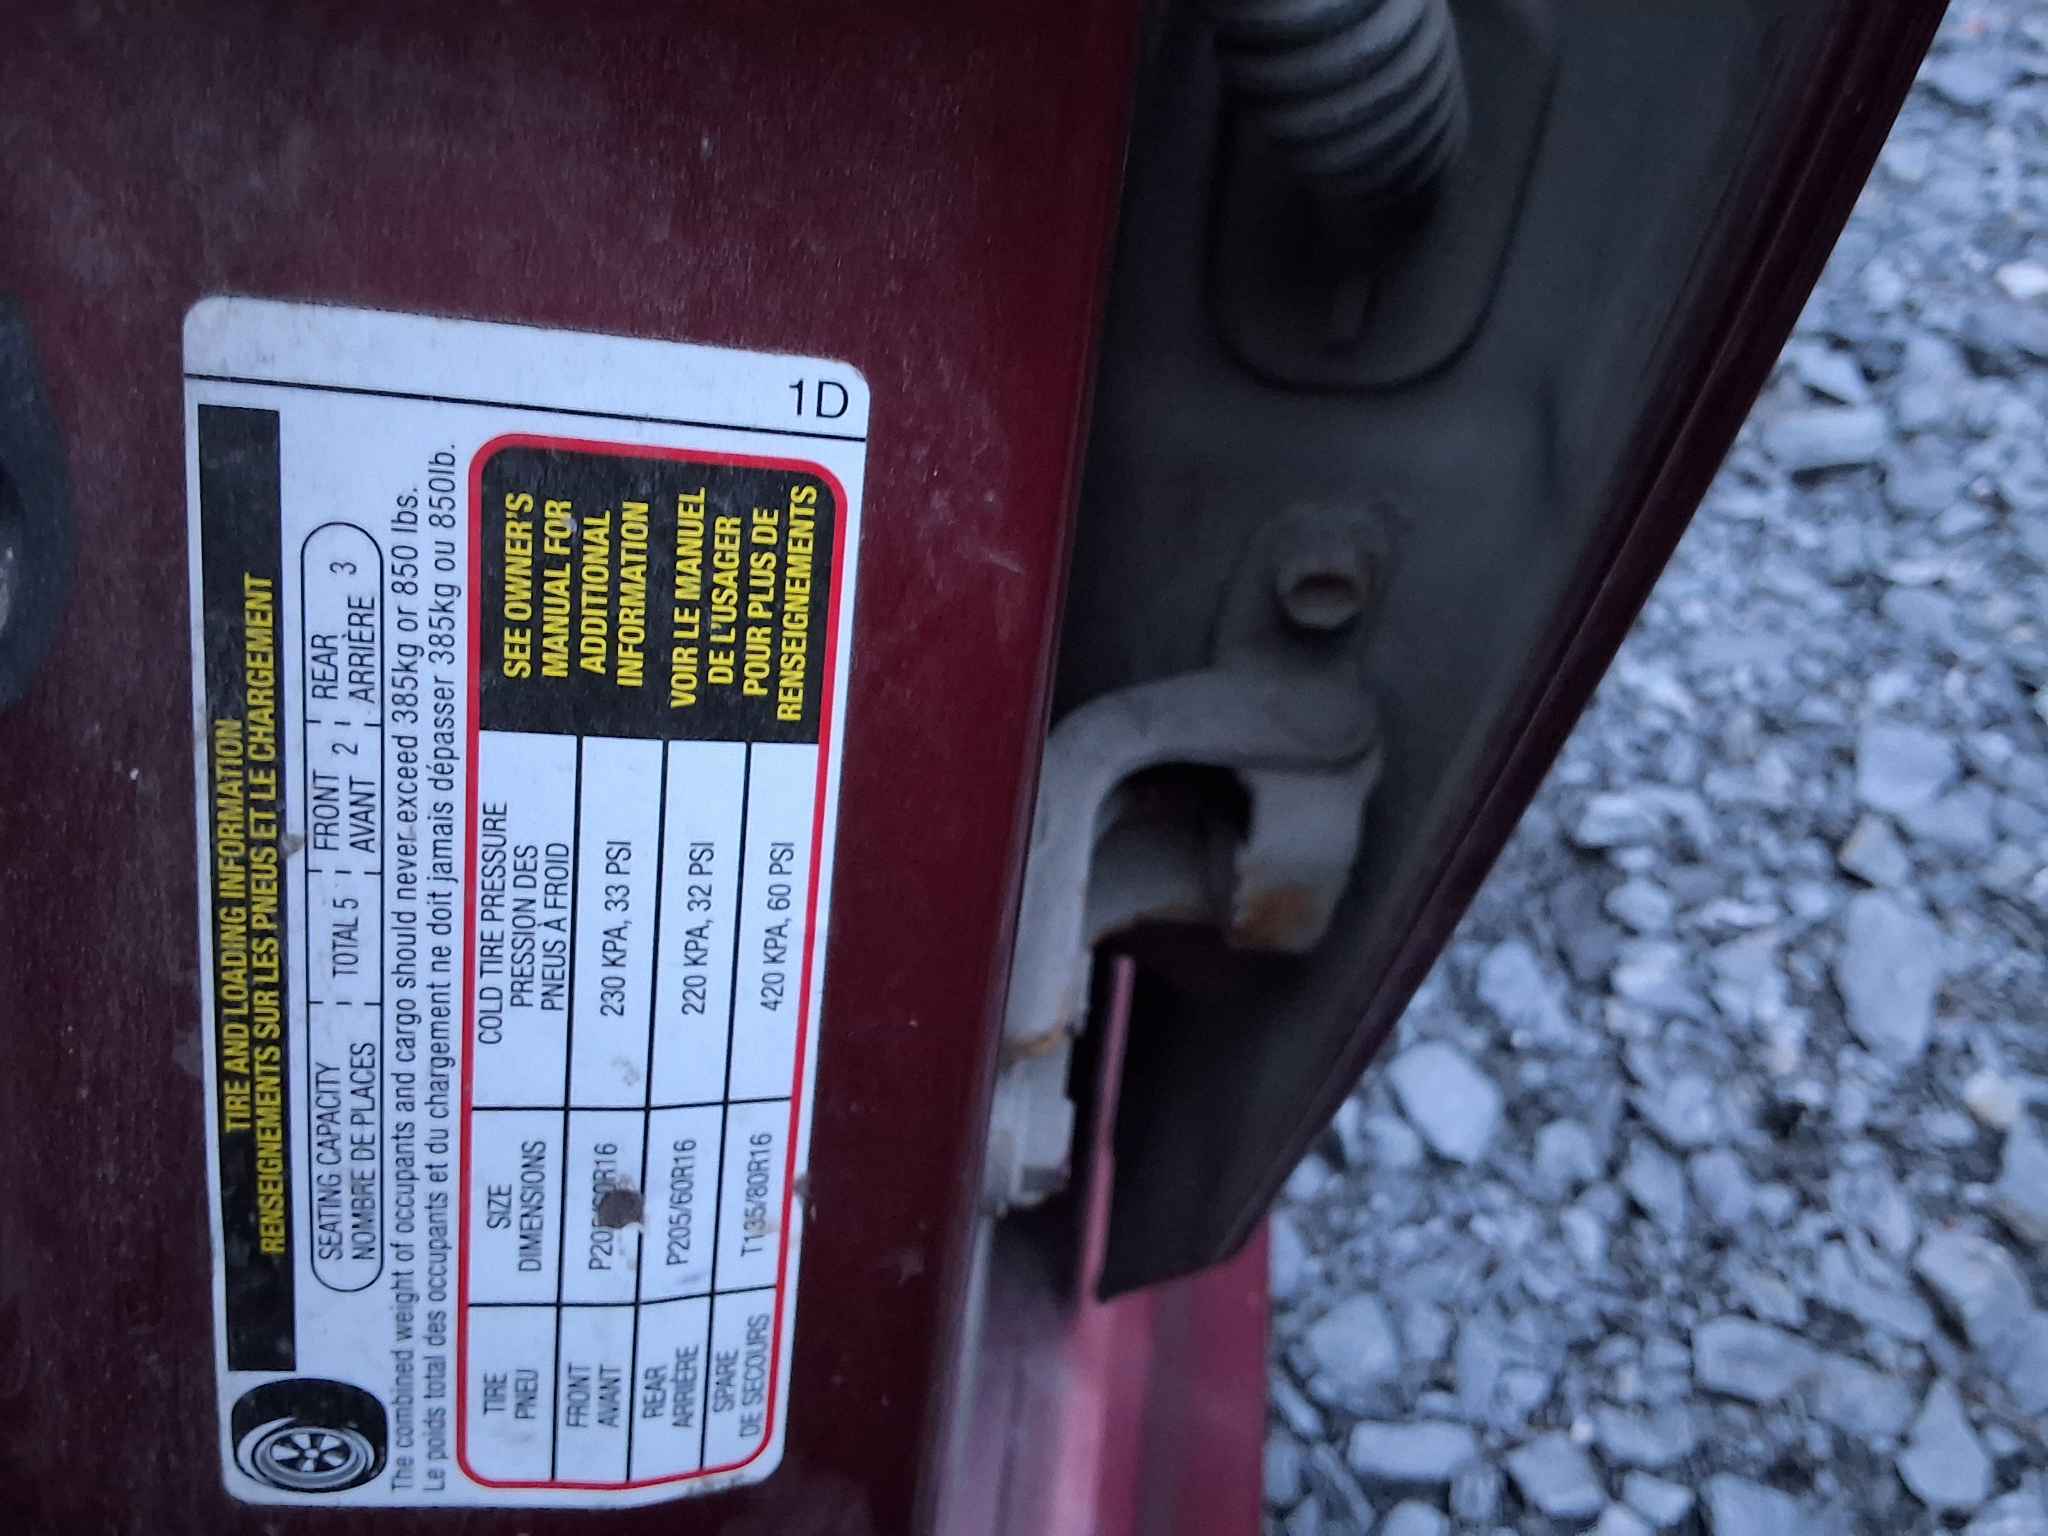 1D
TIRE AND LOADING INFORMATION
RENSEIGNEMENTS SUR LES PNEUS ET LE CHARGEMENT
SEATING CAPACITY TOTAL 5 FRONT 2 REAR 3
NOMBRE DE PLACES AVANT ARRIÈRE
The combined weight of occupants and cargo should never exceed 385kg or 850 lbs.
Le poids total des occupants et du chargement ne doit jamais dépasser 385kg ou 850lb.
TIRE SIZE COLD TIRE PRESSURE
PNEU DIMENSIONS PRESSION DES
PNEUS À FROID
FRONT P205/60R16 230 KPA, 33 PSI
AVANT
REAR P205/60R16 220 KPA, 32 PSI
ARRIÈRE
SPARE T135/80R16 420 KPA, 60 PSI
DE SECOURS
SEE OWNER'S
MANUAL FOR
ADDITIONAL
INFORMATION
VOIR LE MANUEL
DE L'USAGER
POUR PLUS DE
RENSEIGNEMENTS